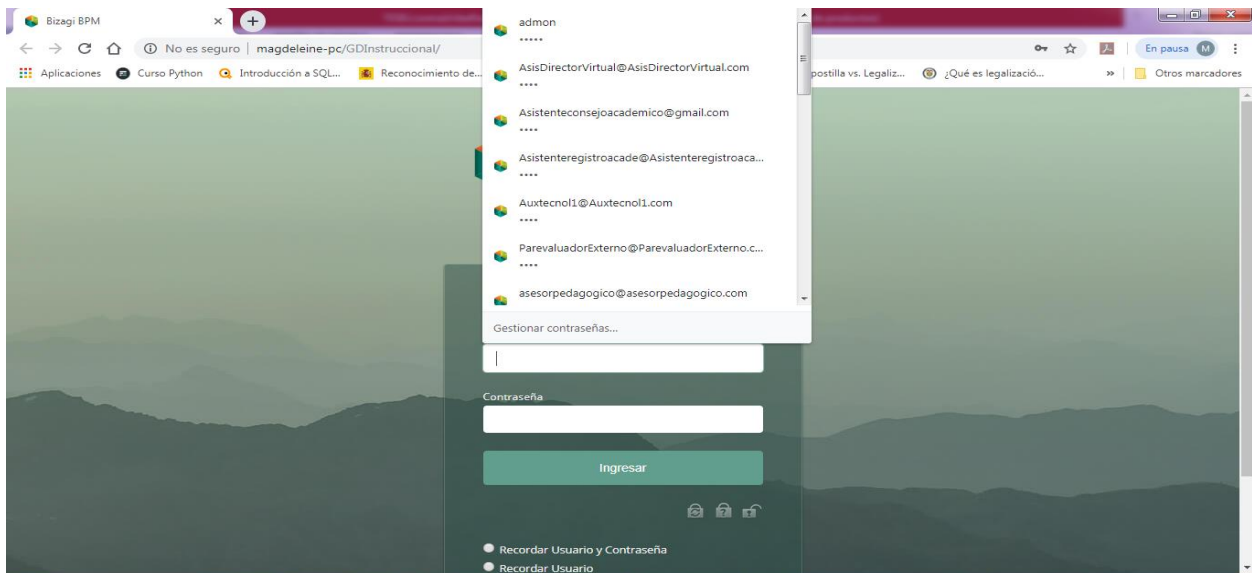 Bizagi BPM
No es seguro | magdeleine-pc/GDInstruccional/
En pausa M
Aplicaciones
Curso Python
Introducción a SQL...
Reconocimiento de...
postilla vs. Legaliz...
¿Qué es legalizació...
»
Otros marcadores
admon
•••••
AsisDirectorVirtual@AsisDirectorVirtual.com
••••
Asistenteconsejoacademico@gmail.com
••••
Asistenteregistroacade@Asistenteregistroaca...
••••
Auxtecnol1@Auxtecnol1.com
••••
ParevaluadorExterno@ParevaluadorExterno.c...
••••
asesorpedagogico@asesorpedagogico.com
Gestionar contraseñas...
Contraseña
Ingresar
Recordar Usuario y Contraseña
Recordar Usuario